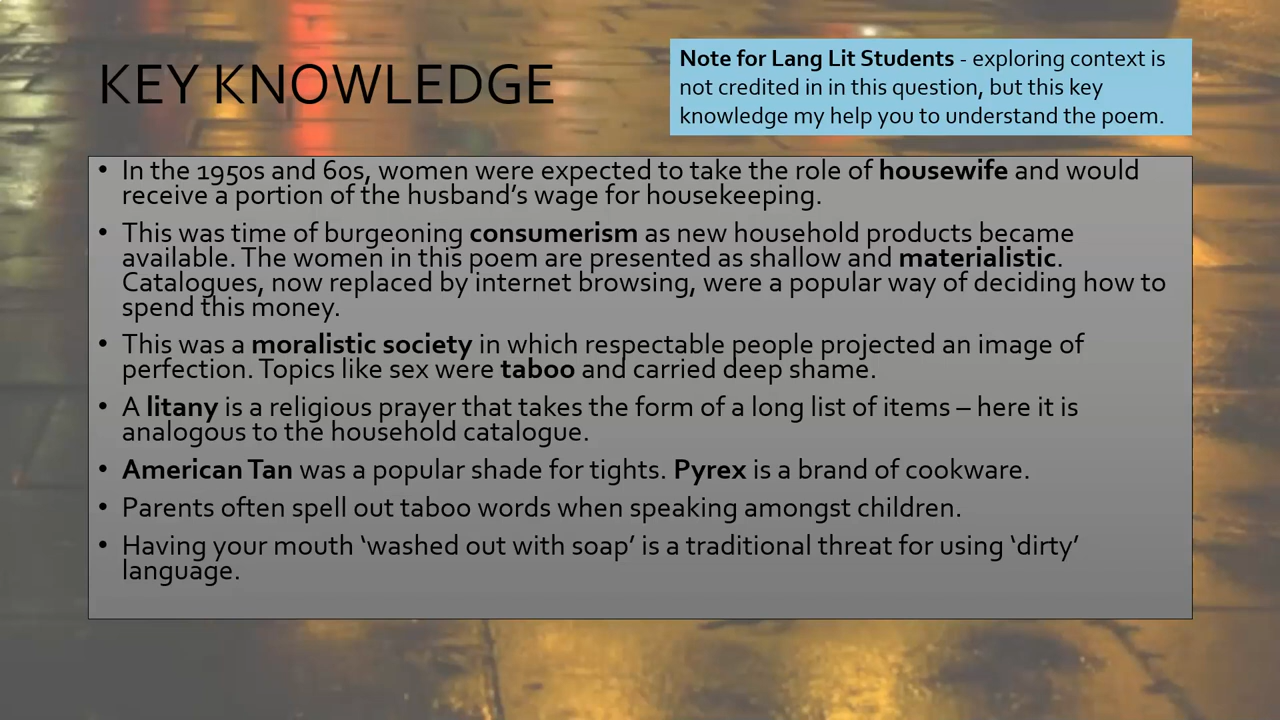 KEY KNOWLEDGE
Note for Lang Lit Students - exploring context is
not credited in in this question, but this key
knowledge my help you to understand the poem.
• In the 1950s and 60s, women were expected to take the role of housewife and would
receive a portion of the husband’s wage for housekeeping.
• This was time of burgeoning consumerism as new household products became
available. The women in this poem are presented as shallow and materialistic.
Catalogues, now replaced by internet browsing, were a popular way of deciding how to
spend this money.
• This was a moralistic society in which respectable people projected an image of
perfection. Topics like sex were taboo and carried deep shame.
• A litany is a religious prayer that takes the form of a long list of items – here it is
analogous to the household catalogue.
• American Tan was a popular shade for tights. Pyrex is a brand of cookware.
• Parents often spell out taboo words when speaking amongst children.
• Having your mouth ‘washed out with soap’ is a traditional threat for using ‘dirty’
language.